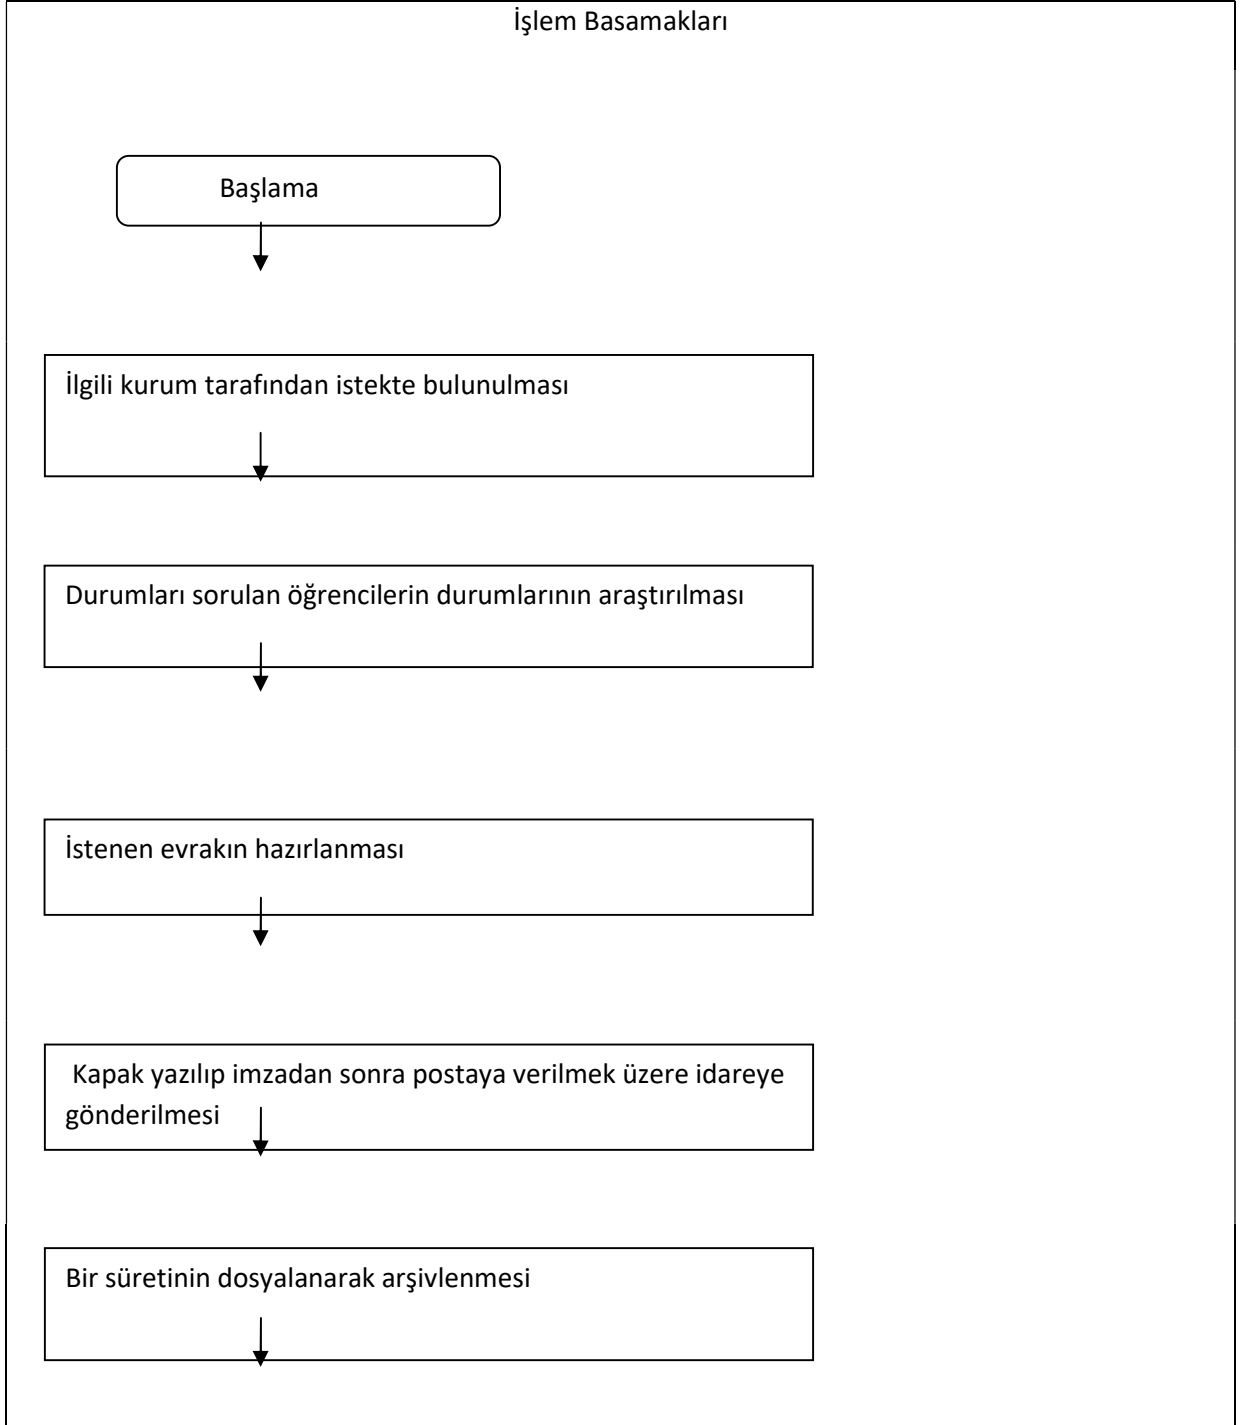 İşlem Basamakları
Başlama
İlgili kurum tarafından istekte bulunulması
Durumları sorulan öğrencilerin durumlarının araştırılması
İstenen evrakın hazırlanması
Kapak yazılıp imzadan sonra postaya verilmek üzere idareye
gönderilmesi
Bir süretinin dosyalanarak arşivlenmesi